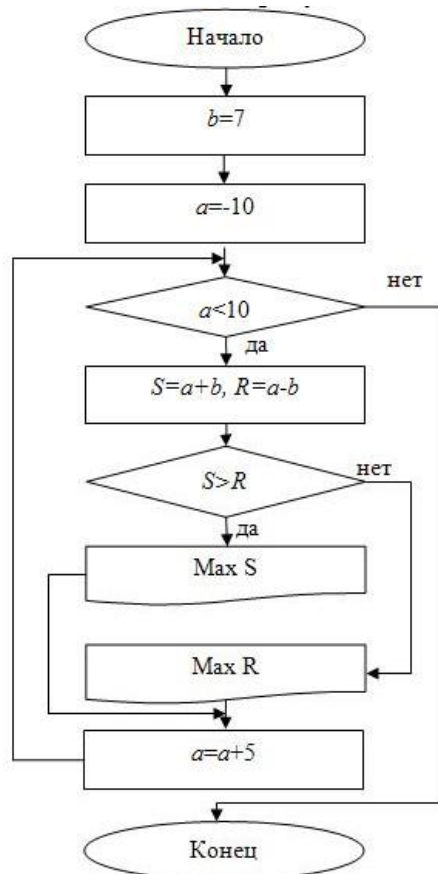 Начало
b=7
a=-10
нет
a<10
да
S=a+b, R=a-b
нет
S>R
да
Max S
Max R
a=a+5
Конец